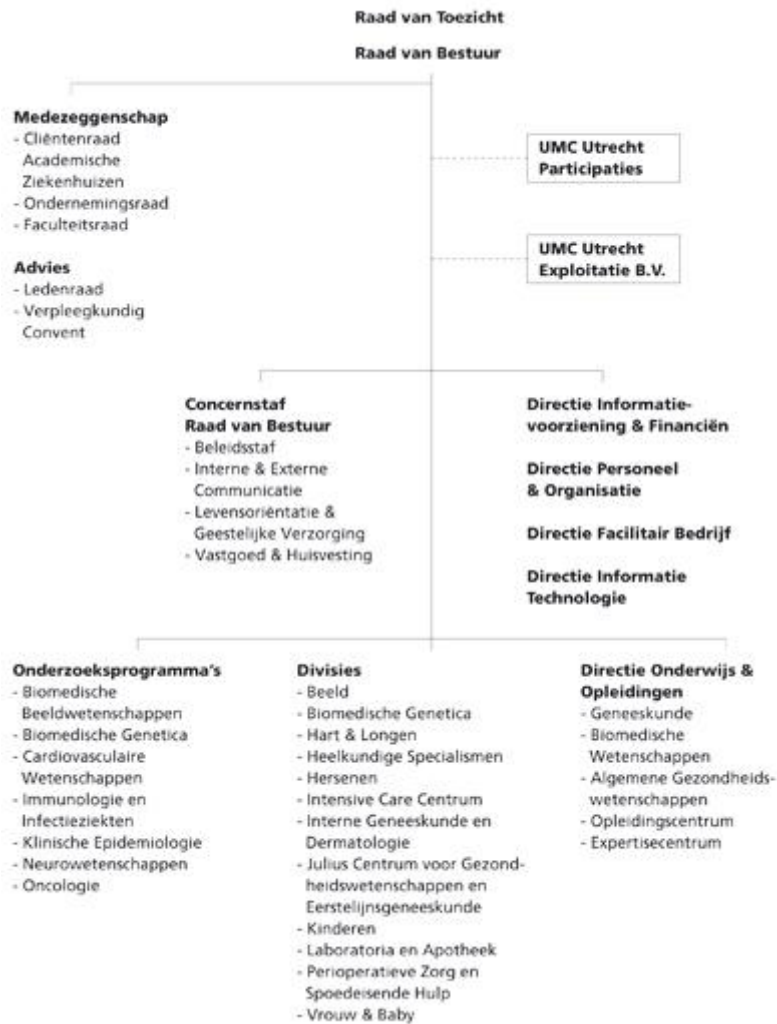 Raad van Toezicht
Raad van Bestuur
Medezeggenschap
- Cliëntenraad
Academische
Ziekenhuizen
- Ondernemingsraad
- Faculteitsraad
Advies
- Ledenraad
- Verpleegkundig
Convent
UMC Utrecht
Participaties
UMC Utrecht
Exploitatie B.V.
Concernstaf
Raad van Bestuur
- Beleidsstaf
- Interne & Externe
Communicatie
- Levensoriëntatie &
Geestelijke Verzorging
- Vastgoed & Huisvesting
Directie Informatie-
voorziening & Financiën
Directie Personeel
& Organisatie
Directie Facilitair Bedrijf
Directie Informatie
Technologie
Onderzoeksprogramma's
- Biomedische
Beeldwetenschappen
- Biomedische Genetica
- Cardiovasculaire
Wetenschappen
- Immunologie en
Infectieziekten
- Klinische Epidemiologie
- Neurowetenschappen
- Oncologie
Divisies
- Beeld
- Biomedische Genetica
- Hart & Longen
- Heelkundige Specialismen
- Hersenen
- Intensive Care Centrum
- Interne Geneeskunde en
Dermatologie
- Julius Centrum voor Gezond-
heidswetenschappen en
Eerstelijnsgeneeskunde
- Kinderen
- Laboratoria en Apotheek
- Perioperatieve Zorg en
Spoedeisende Hulp
- Vrouw & Baby
Directie Onderwijs &
Opleidingen
- Geneeskunde
- Biomedische
Wetenschappen
- Algemene Gezondheids-
wetenschappen
- Opleidingscentrum
- Expertisecentrum